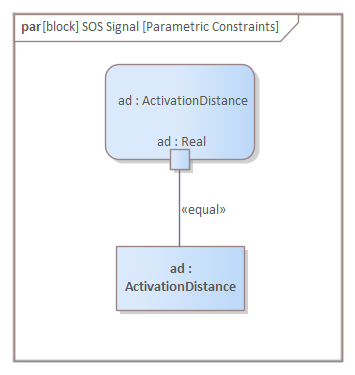 par[block] SOS Signal [Parametric Constraints]
ad : ActivationDistance
ad : Real
«equal»
ad :
ActivationDistance